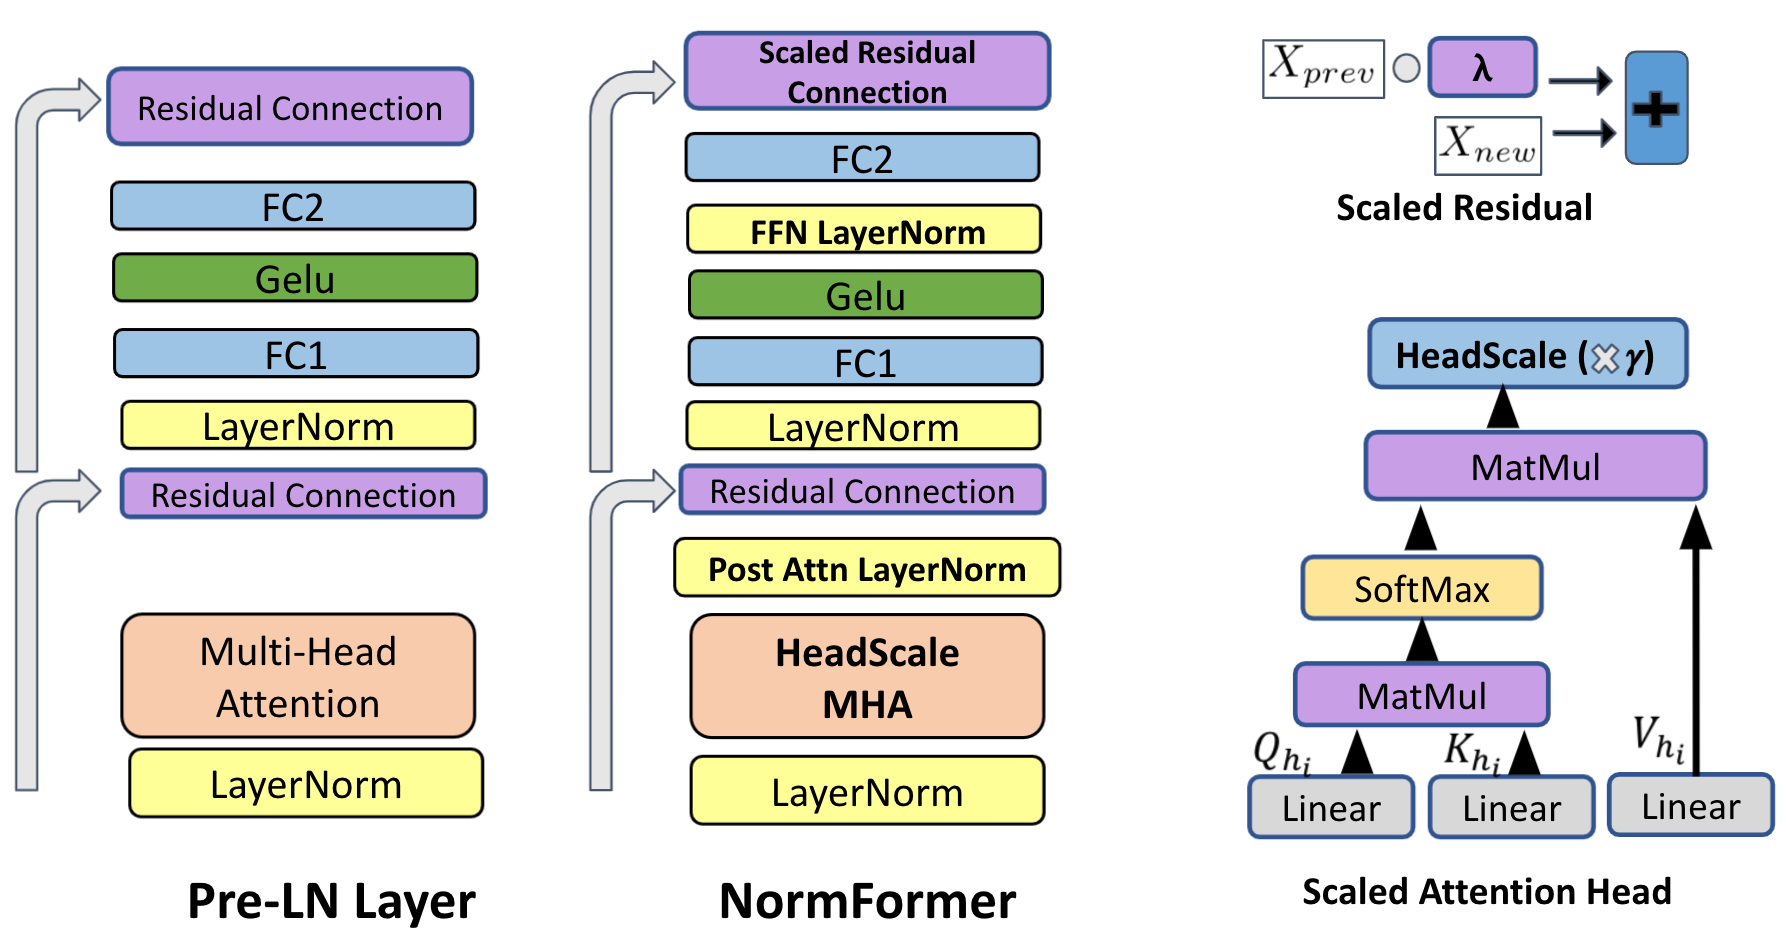 Residual Connection
FC2
Gelu
FC1
LayerNorm
Residual Connection
Multi-Head
Attention
LayerNorm
Pre-LN Layer
Scaled Residual
Connection
FC2
FFN LayerNorm
Gelu
FC1
LayerNorm
Residual Connection
Post Attn LayerNorm
HeadScale
MHA
LayerNorm
NormFormer
X_{prev} λ
X_{new} +
Scaled Residual
HeadScale (× γ)
MatMul
SoftMax
MatMul
Q_{h_i} K_{h_i} V_{h_i}
Linear Linear Linear
Scaled Attention Head